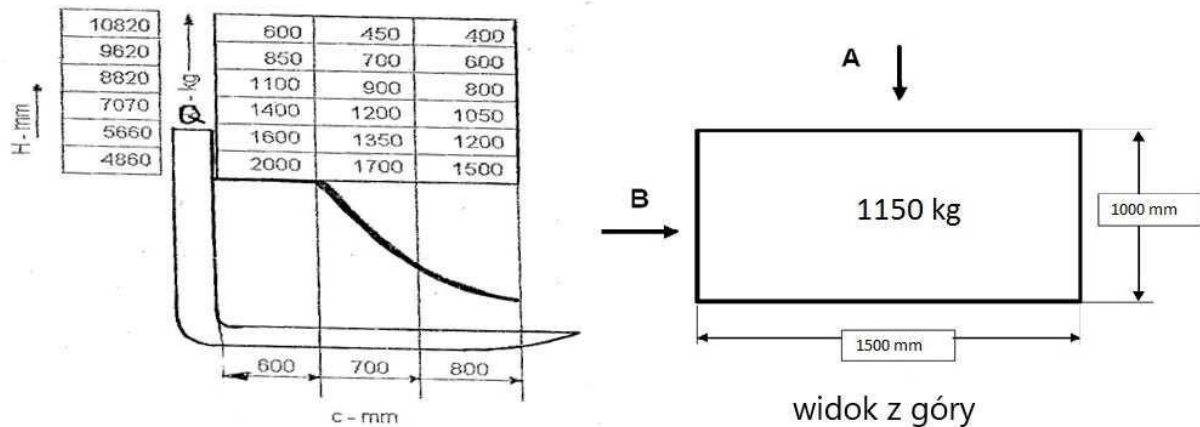 H - mm
10820
9620
8820
7070
5660
4860
Q - kg
600 450 400
850 700 600
1100 900 800
1400 1200 1050
1600 1350 1200
2000 1700 1500
600 700 800
c - mm
A
B
1150 kg
1000 mm
1500 mm
widok z góry